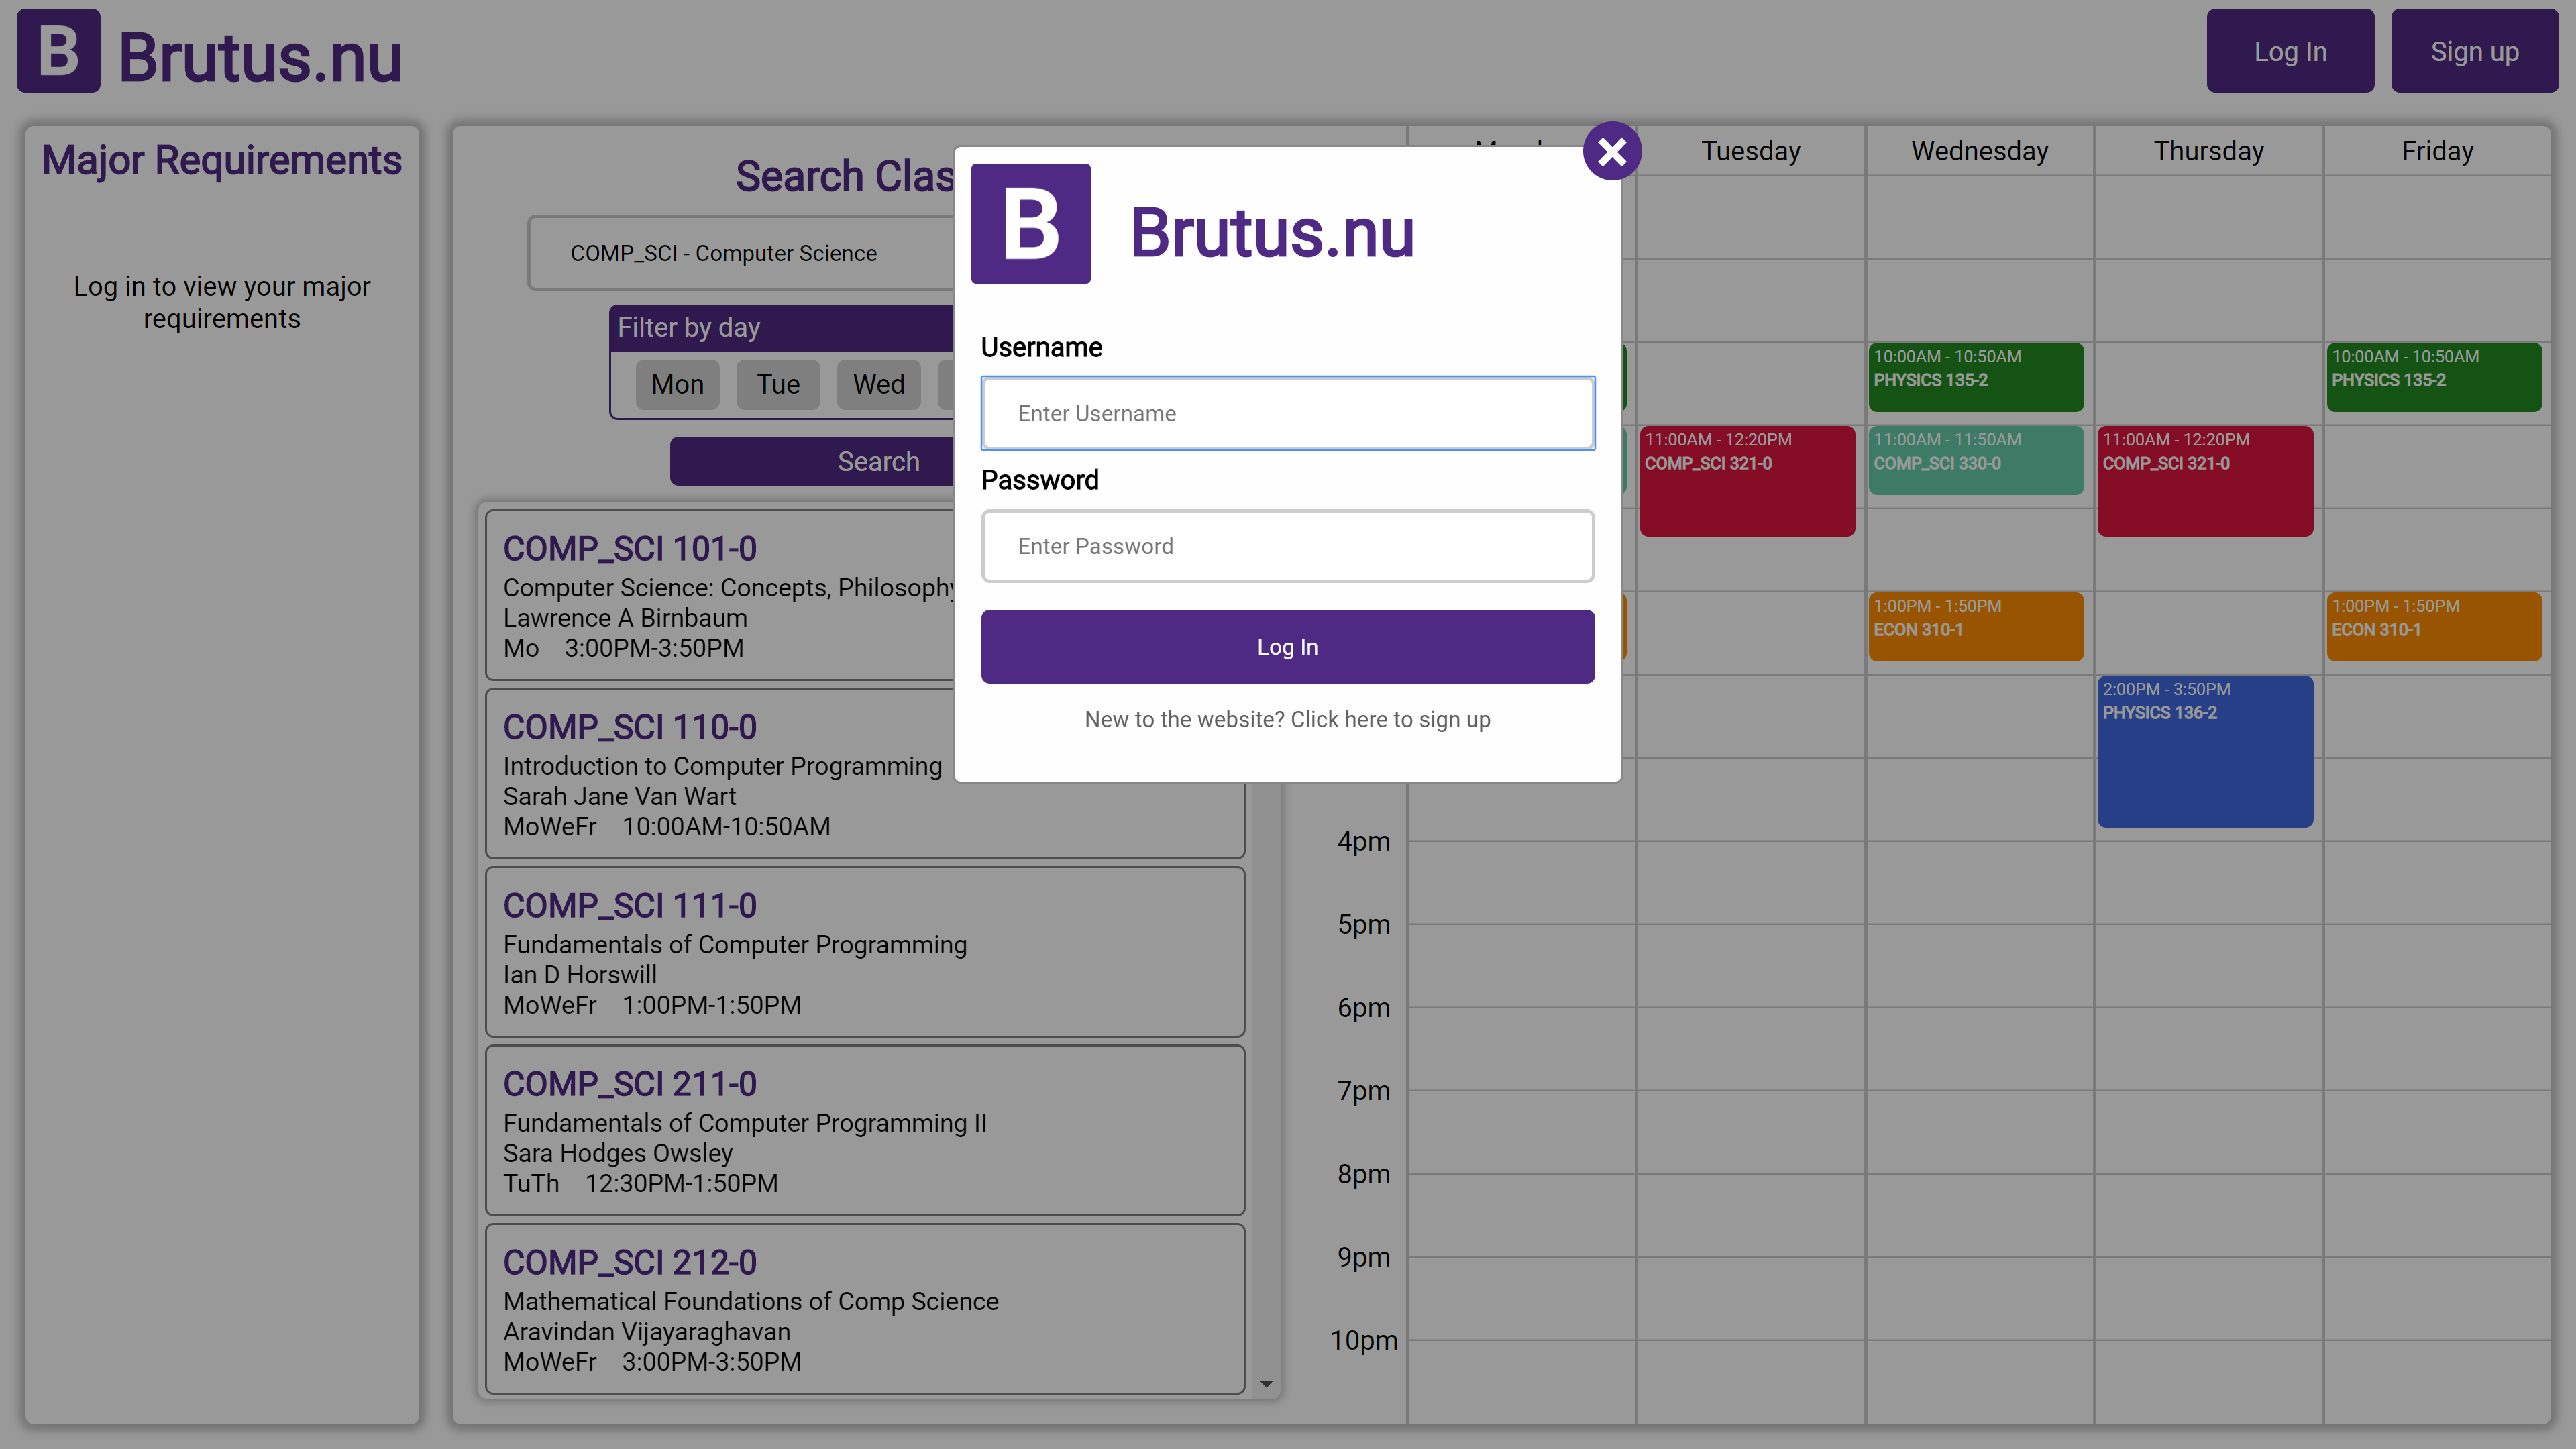 B Brutus.nu
Log In
Sign up
Major Requirements
Log in to view your major
requirements
Search Clas
COMP_SCI - Computer Science
Filter by day
Mon Tue Wed
Search
COMP_SCI 101-0
Computer Science: Concepts, Philosophy
Lawrence A Birnbaum
Mo 3:00PM-3:50PM
COMP_SCI 110-0
Introduction to Computer Programming
Sarah Jane Van Wart
MoWeFr 10:00AM-10:50AM
COMP_SCI 111-0
Fundamentals of Computer Programming
Ian D Horswill
MoWeFr 1:00PM-1:50PM
COMP_SCI 211-0
Fundamentals of Computer Programming II
Sara Hodges Owsley
TuTh 12:30PM-1:50PM
COMP_SCI 212-0
Mathematical Foundations of Comp Science
Aravindan Vijayaraghavan
MoWeFr 3:00PM-3:50PM
B Brutus.nu
Username
Enter Username
Password
Enter Password
Log In
New to the website? Click here to sign up
Tuesday Wednesday Thursday Friday
10:00AM - 10:50AM
PHYSICS 135-2
10:00AM - 10:50AM
PHYSICS 135-2
11:00AM - 12:20PM
COMP_SCI 321-0
11:00AM - 11:50AM
COMP_SCI 330-0
11:00AM - 12:20PM
COMP_SCI 321-0
1:00PM - 1:50PM
ECON 310-1
1:00PM - 1:50PM
ECON 310-1
2:00PM - 3:50PM
PHYSICS 136-2
4pm
5pm
6pm
7pm
8pm
9pm
10pm